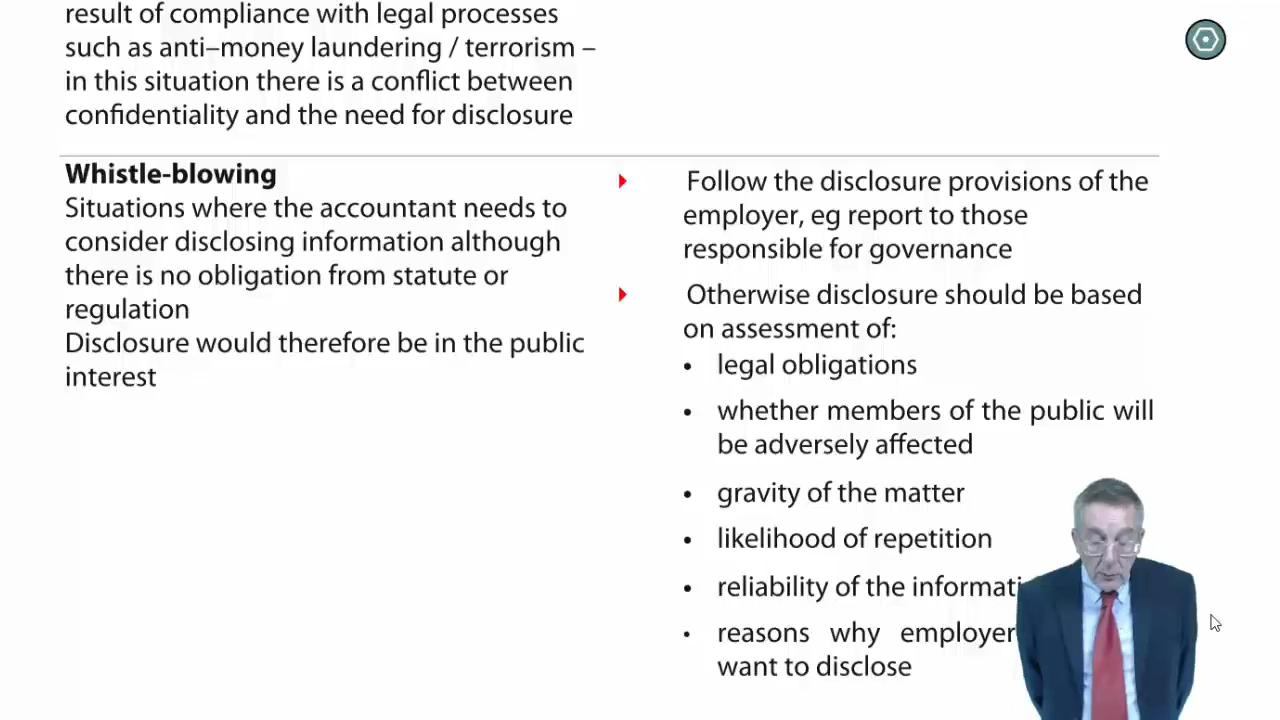 result of compliance with legal processes
such as anti–money laundering / terrorism –
in this situation there is a conflict between
confidentiality and the need for disclosure
Whistle-blowing
Situations where the accountant needs to
consider disclosing information although
there is no obligation from statute or
regulation
Disclosure would therefore be in the public
interest
Follow the disclosure provisions of the
employer, eg report to those
responsible for governance
Otherwise disclosure should be based
on assessment of:
• legal obligations
• whether members of the public will
be adversely affected
• gravity of the matter
• likelihood of repetition
• reliability of the
• reasons why employer
want to disclose